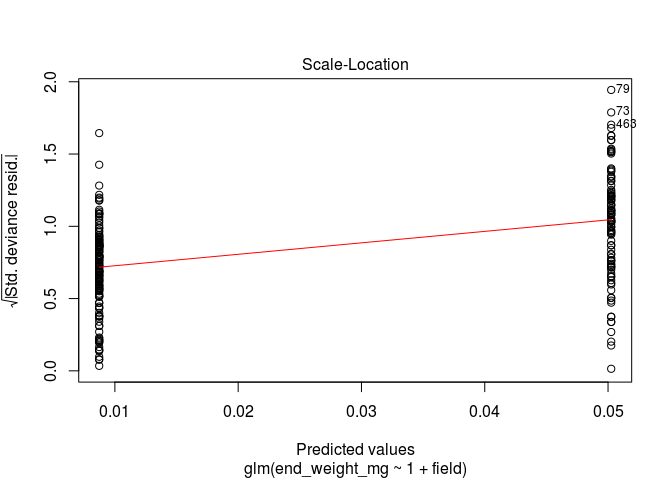 Scale-Location
2.0
1.5
1.0
0.5
0.0
√|Std. deviance resid.|
79
73
463
0.01 0.02 0.03 0.04 0.05
Predicted values
glm(end_weight_mg ~ 1 + field)